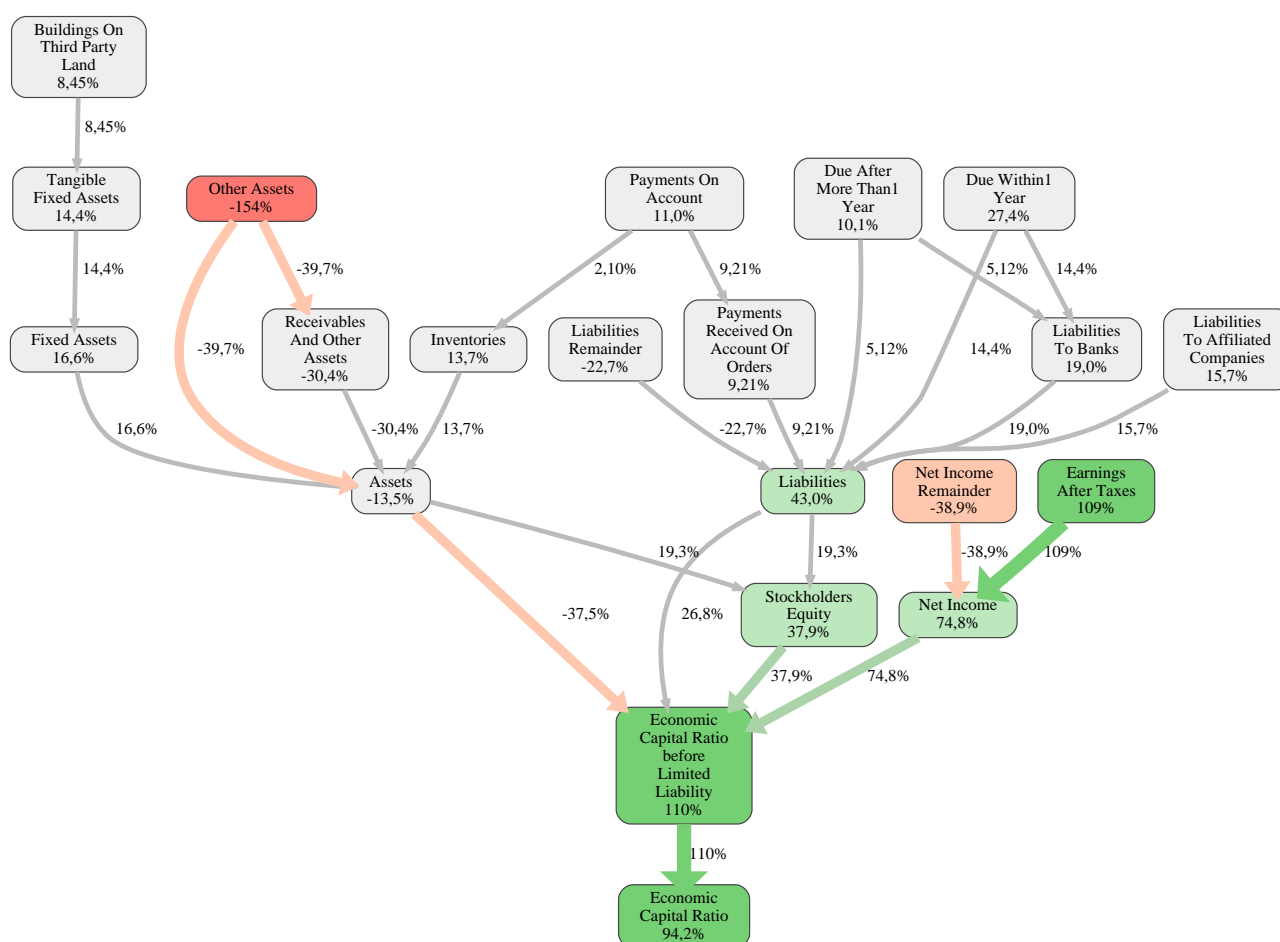 Buildings On
Third Party
Land
8,45%
8,45%
Tangible
Fixed Assets
14,4%
Other Assets
-154%
Payments On
Account
11,0%
Due After
More Than1
Year
10,1%
Due Within1
Year
27,4%
14,4%
-39,7%
2,10%
9,21%
5,12%
14,4%
Fixed Assets
16,6%
-39,7%
Receivables
And Other
Assets
-30,4%
Inventories
13,7%
Liabilities
Remainder
-22,7%
Payments
Received On
Account Of
Orders
9,21%
5,12%
14,4%
Liabilities
To Banks
19,0%
Liabilities
To Affiliated
Companies
15,7%
16,6%
-30,4%
13,7%
-22,7%
9,21%
19,0%
15,7%
Assets
-13,5%
Liabilities
43,0%
Net Income
Remainder
-38,9%
Earnings
After Taxes
109%
19,3%
19,3%
-38,9%
109%
-37,5%
26,8%
Stockholders
Equity
37,9%
Net Income
74,8%
37,9%
74,8%
Economic
Capital Ratio
before
Limited
Liability
110%
110%
Economic
Capital Ratio
94,2%